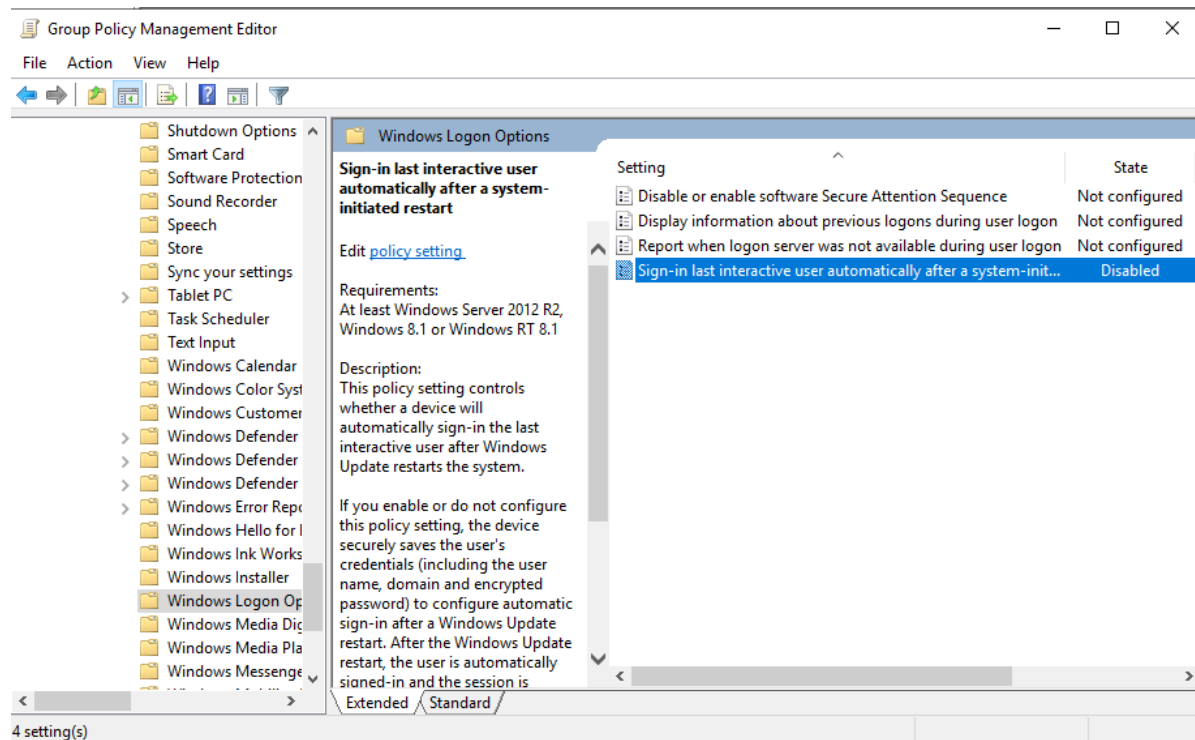 Group Policy Management Editor
File Action View Help
Shutdown Options
Smart Card
Software Protection
Sound Recorder
Speech
Store
Sync your settings
Tablet PC
Task Scheduler
Text Input
Windows Calendar
Windows Color Syst
Windows Customer
Windows Defender
Windows Defender
Windows Defender
Windows Error Repo
Windows Hello for
Windows Ink Works
Windows Installer
Windows Logon Op
Windows Media Dig
Windows Media Pla
Windows Messenge
Windows Logon Options
Sign-in last interactive user
automatically after a system-
initiated restart
Edit policy setting
Requirements:
At least Windows Server 2012 R2,
Windows 8.1 or Windows RT 8.1
Description:
This policy setting controls
whether a device will
automatically sign-in the last
interactive user after Windows
Update restarts the system.
If you enable or do not configure
this policy setting, the device
securely saves the user's
credentials (including the user
name, domain and encrypted
password) to configure automatic
sign-in after a Windows Update
restart. After the Windows Update
restart, the user is automatically
signed-in and the session is
Setting State
Disable or enable software Secure Attention Sequence Not configured
Display information about previous logons during user logon Not configured
Report when logon server was not available during user logon Not configured
Sign-in last interactive user automatically after a system-init... Disabled
Extended Standard
4 setting(s)